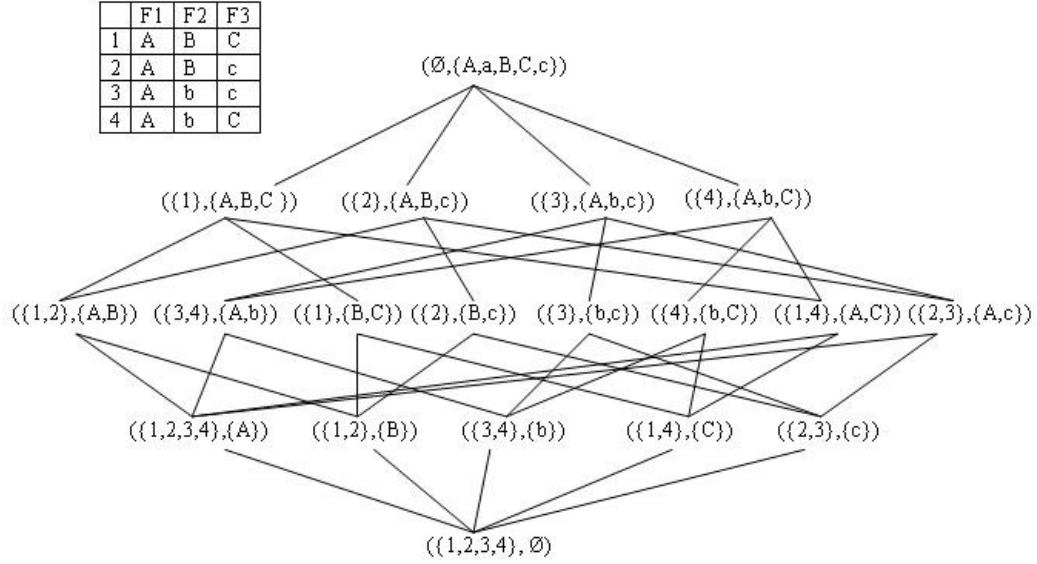 F1 F2 F3
1 A B C
2 A B c
3 A b c
4 A b C
(Ø,{A,a,B,C,c})
({1},{A,B,C }) ({2},{A,B,c}) ({3},{A,b,c}) ({4},{A,b,C})
({1,2},{A,B}) ({3,4},{A,b}) ({1},{B,C}) ({2},{B,c}) ({3},{b,c}) ({4},{b,C}) ({1,4},{A,C}) ({2,3},{A,c})
({1,2,3,4},{A}) ({1,2},{B}) ({3,4},{b}) ({1,4},{C}) ({2,3},{c})
({1,2,3,4}, Ø)